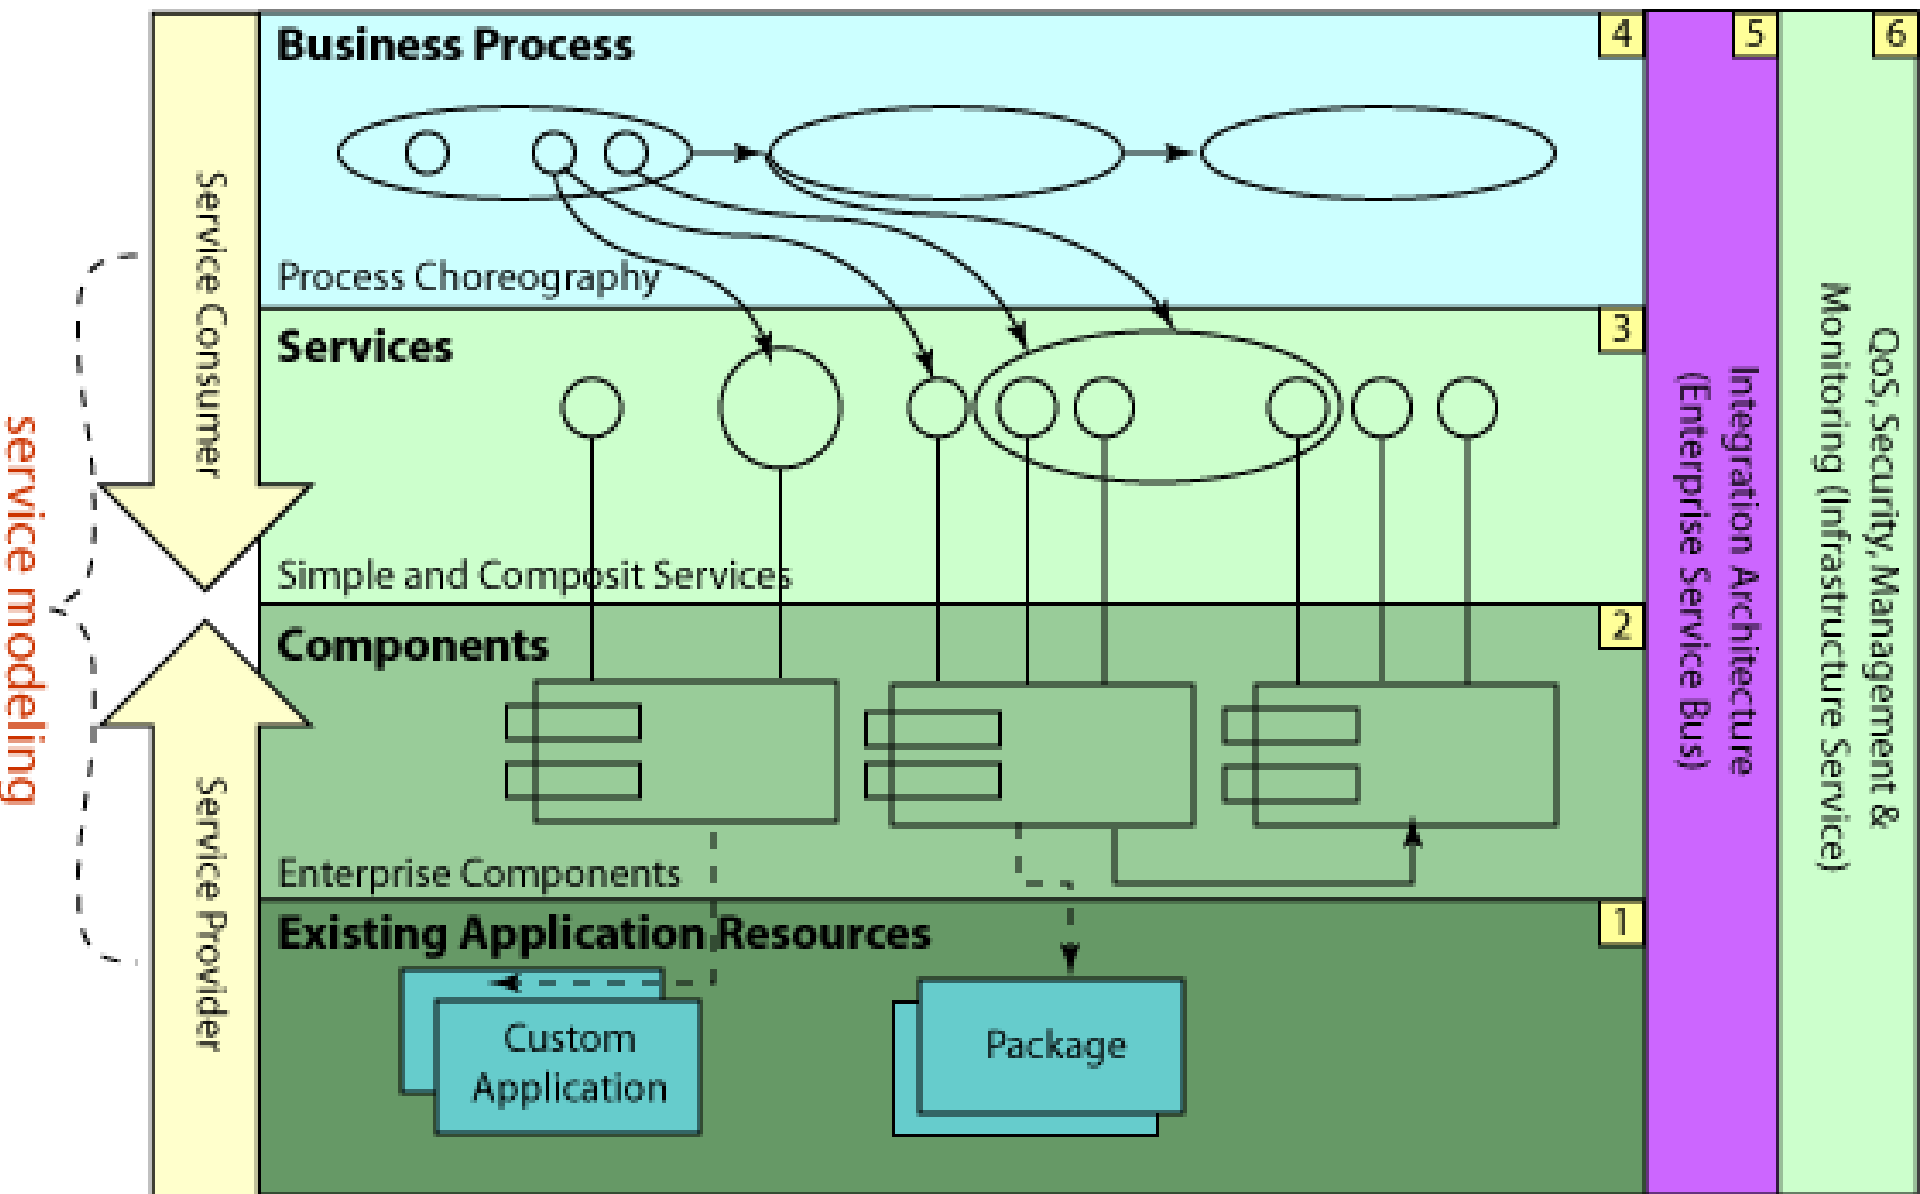 Business Process
4
5
6
Process Choreography
Services
3
Simple and Composit Services
Components
2
Enterprise Components
Existing Application Resources
1
Custom
Application
Package
Service Consumer
Service Provider
service modeling
Integration Architecture
(Enterprise Service Bus)
QoS, Security, Management &
Monitoring (Infrastructure Service)